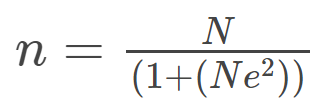 n = N / (1+(Ne²))